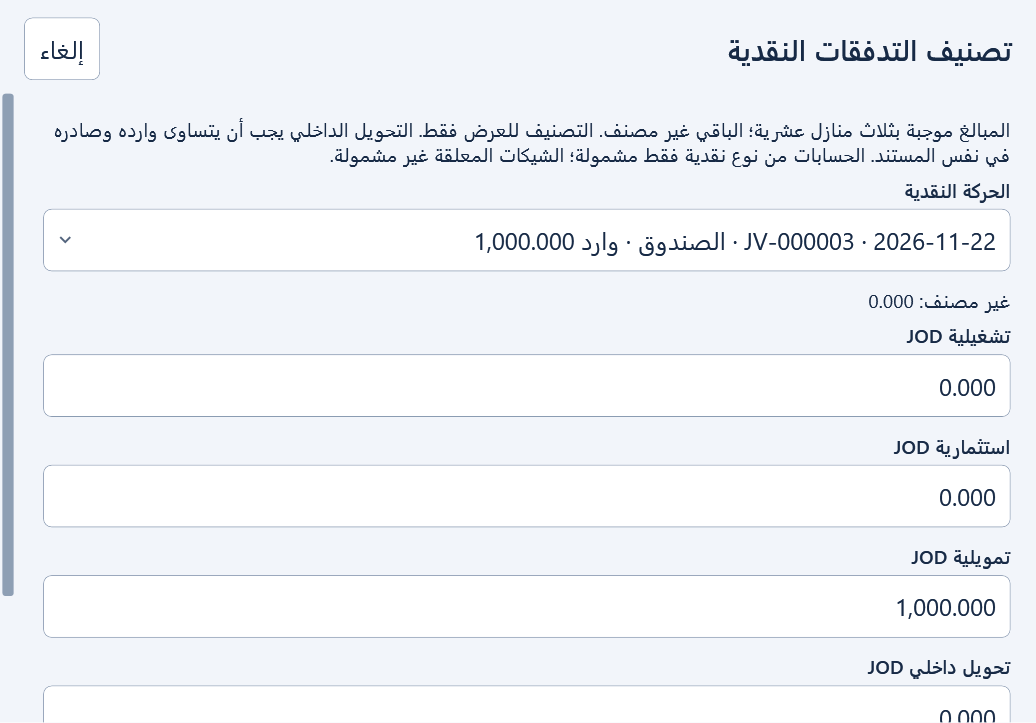 تصنيف التدفقات النقدية
إلغاء
المبالغ موجبة بثلاث منازل عشرية؛ الباقي غير مصنف. التصنيف للعرض فقط. التحويل الداخلي يجب أن يتساوى وارده وصادره
في نفس المستند. الحسابات من نوع نقدية فقط مشمولة؛ الشيكات المعلقة غير مشمولة.
الحركة النقدية
2026-11-22 · JV-000003 · الصندوق · وارد 1,000.000
غير مصنف: 0.000
تشغيلية JOD
0.000
استثمارية JOD
0.000
تمويلية JOD
1,000.000
تحويل داخلي JOD
0.000